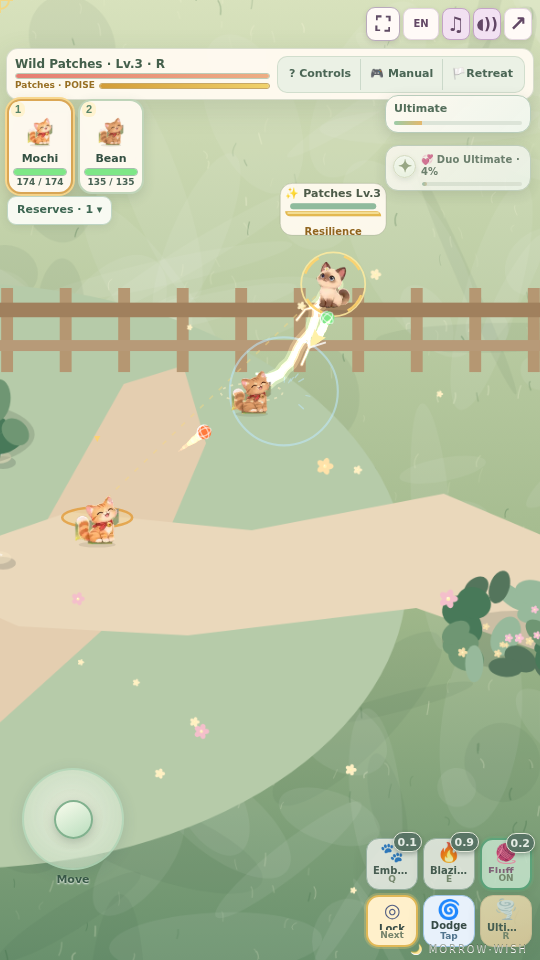 EN
Wild Patches · Lv.3 · R
Patches · POISE
? Controls
🎮 Manual
🏳️Retreat
1
Mochi
174 / 174
2
Bean
135 / 135
Reserves · 1 ▾
Ultimate
💞 Duo Ultimate ·
4%
✨ Patches Lv.3
Resilience
Move
0.1
Emb…
Q
0.9
Blazi…
E
0.2
Fluff
ON
Lock
Next
Dodge
Tap
Ulti…
R
🌙 MORROW-WISH